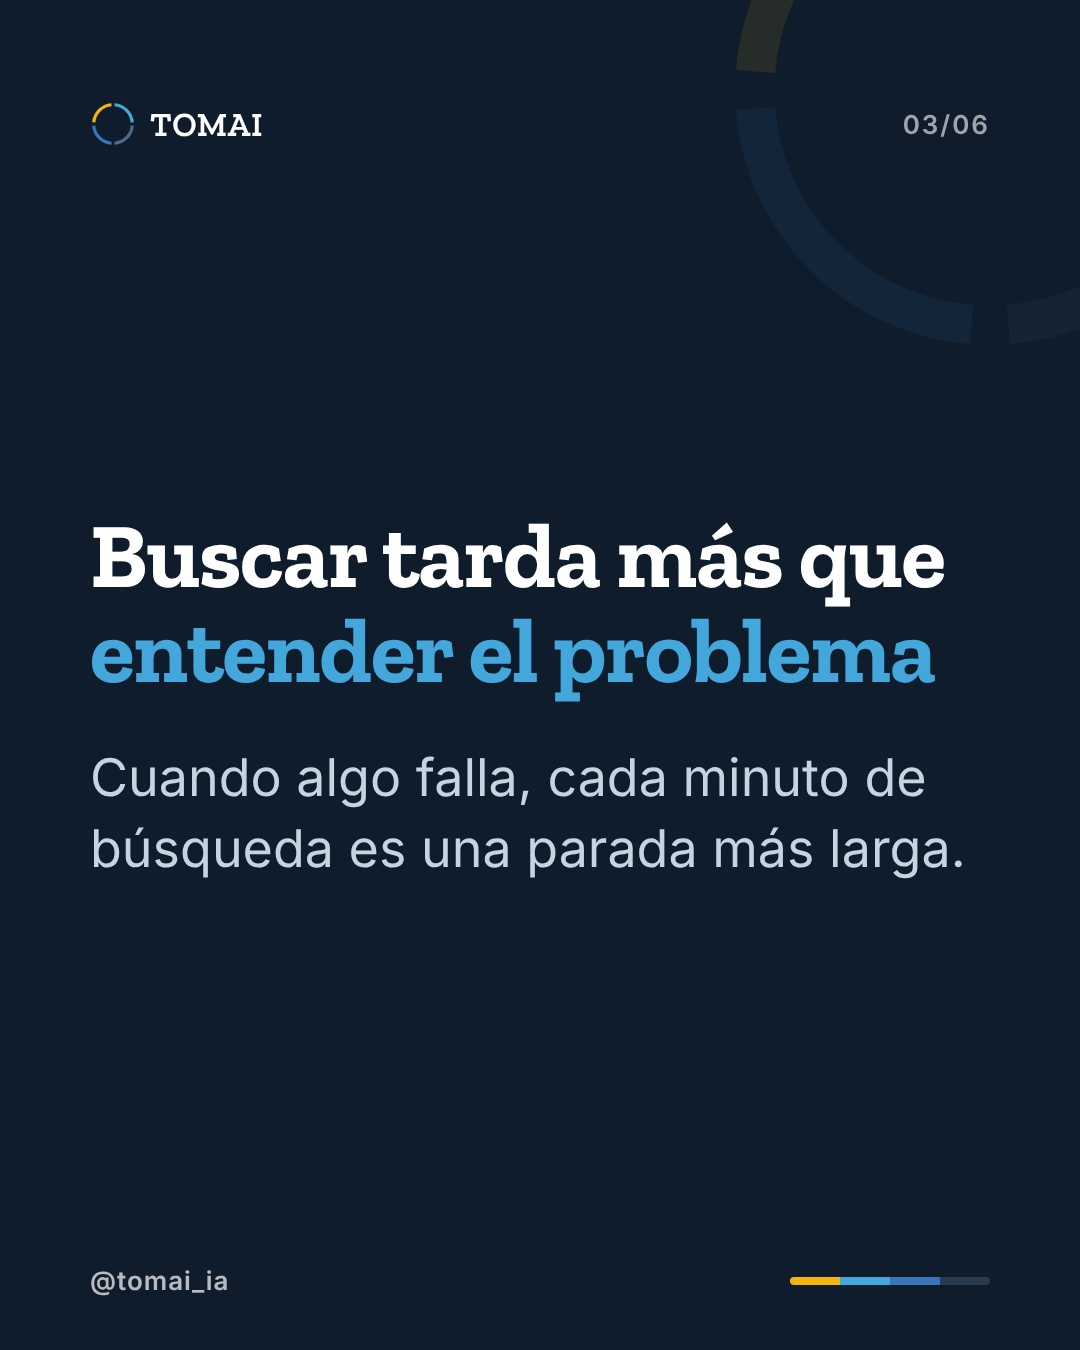 TOMAI
03/06
Buscar tarda más que
entender el problema
Cuando algo falla, cada minuto de
búsqueda es una parada más larga.
@tomai_ia